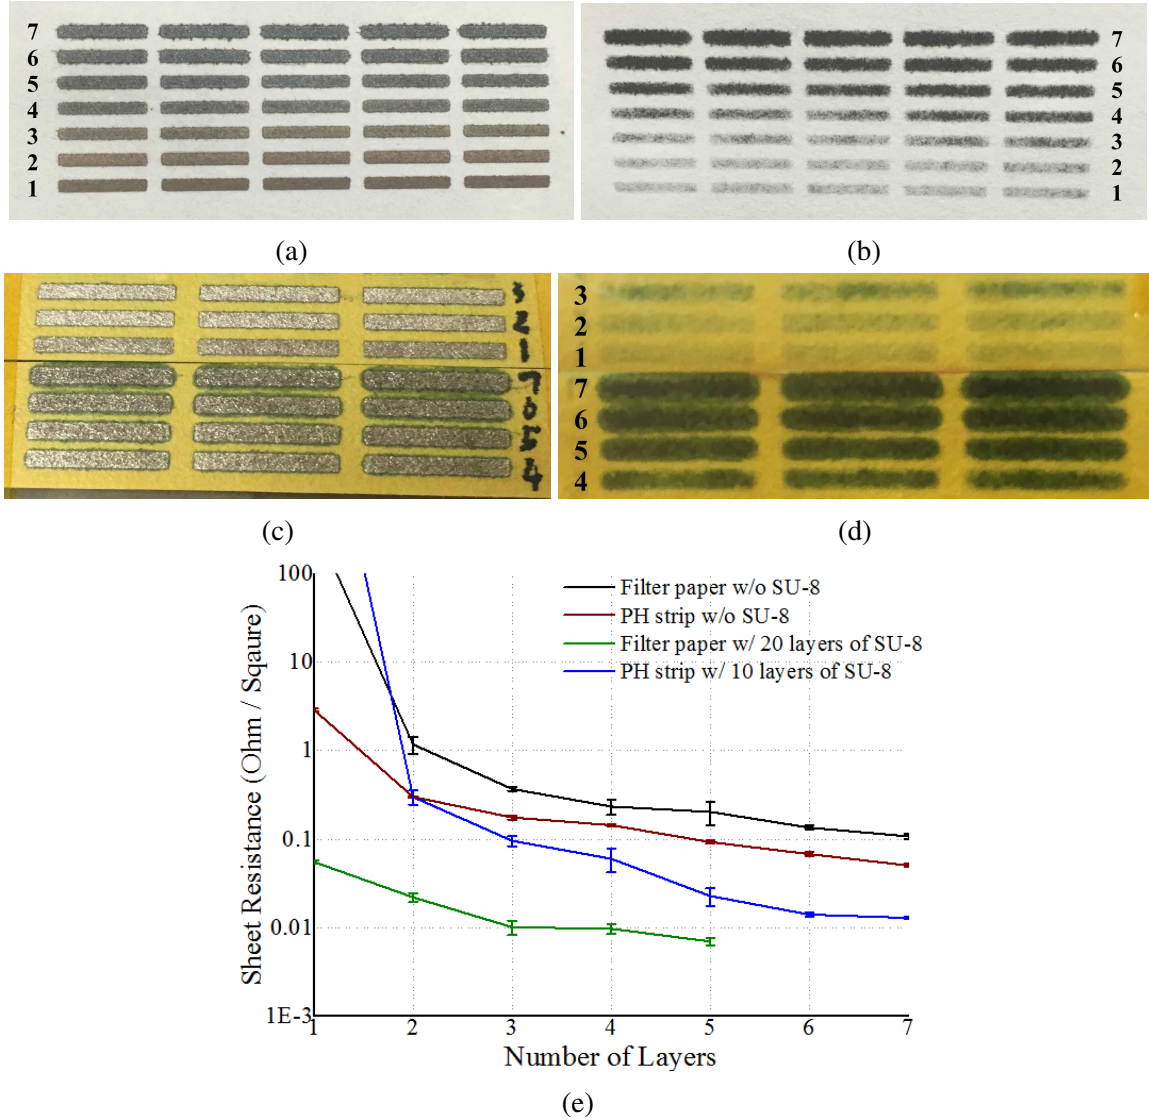 7
6
5
4
3
2
1
7
6
5
4
3
2
1
(a)
(b)
3
2
1
7
6
5
4
3
2
1
7
6
5
4
(c)
(d)
100
10
1
0.1
0.01
1E-3
Sheet Resistance (Ohm / Sqaure)
Filter paper w/o SU-8
PH strip w/o SU-8
Filter paper w/ 20 layers of SU-8
PH strip w/ 10 layers of SU-8
1 2 3 4 5 6 7
Number of Layers
(e)